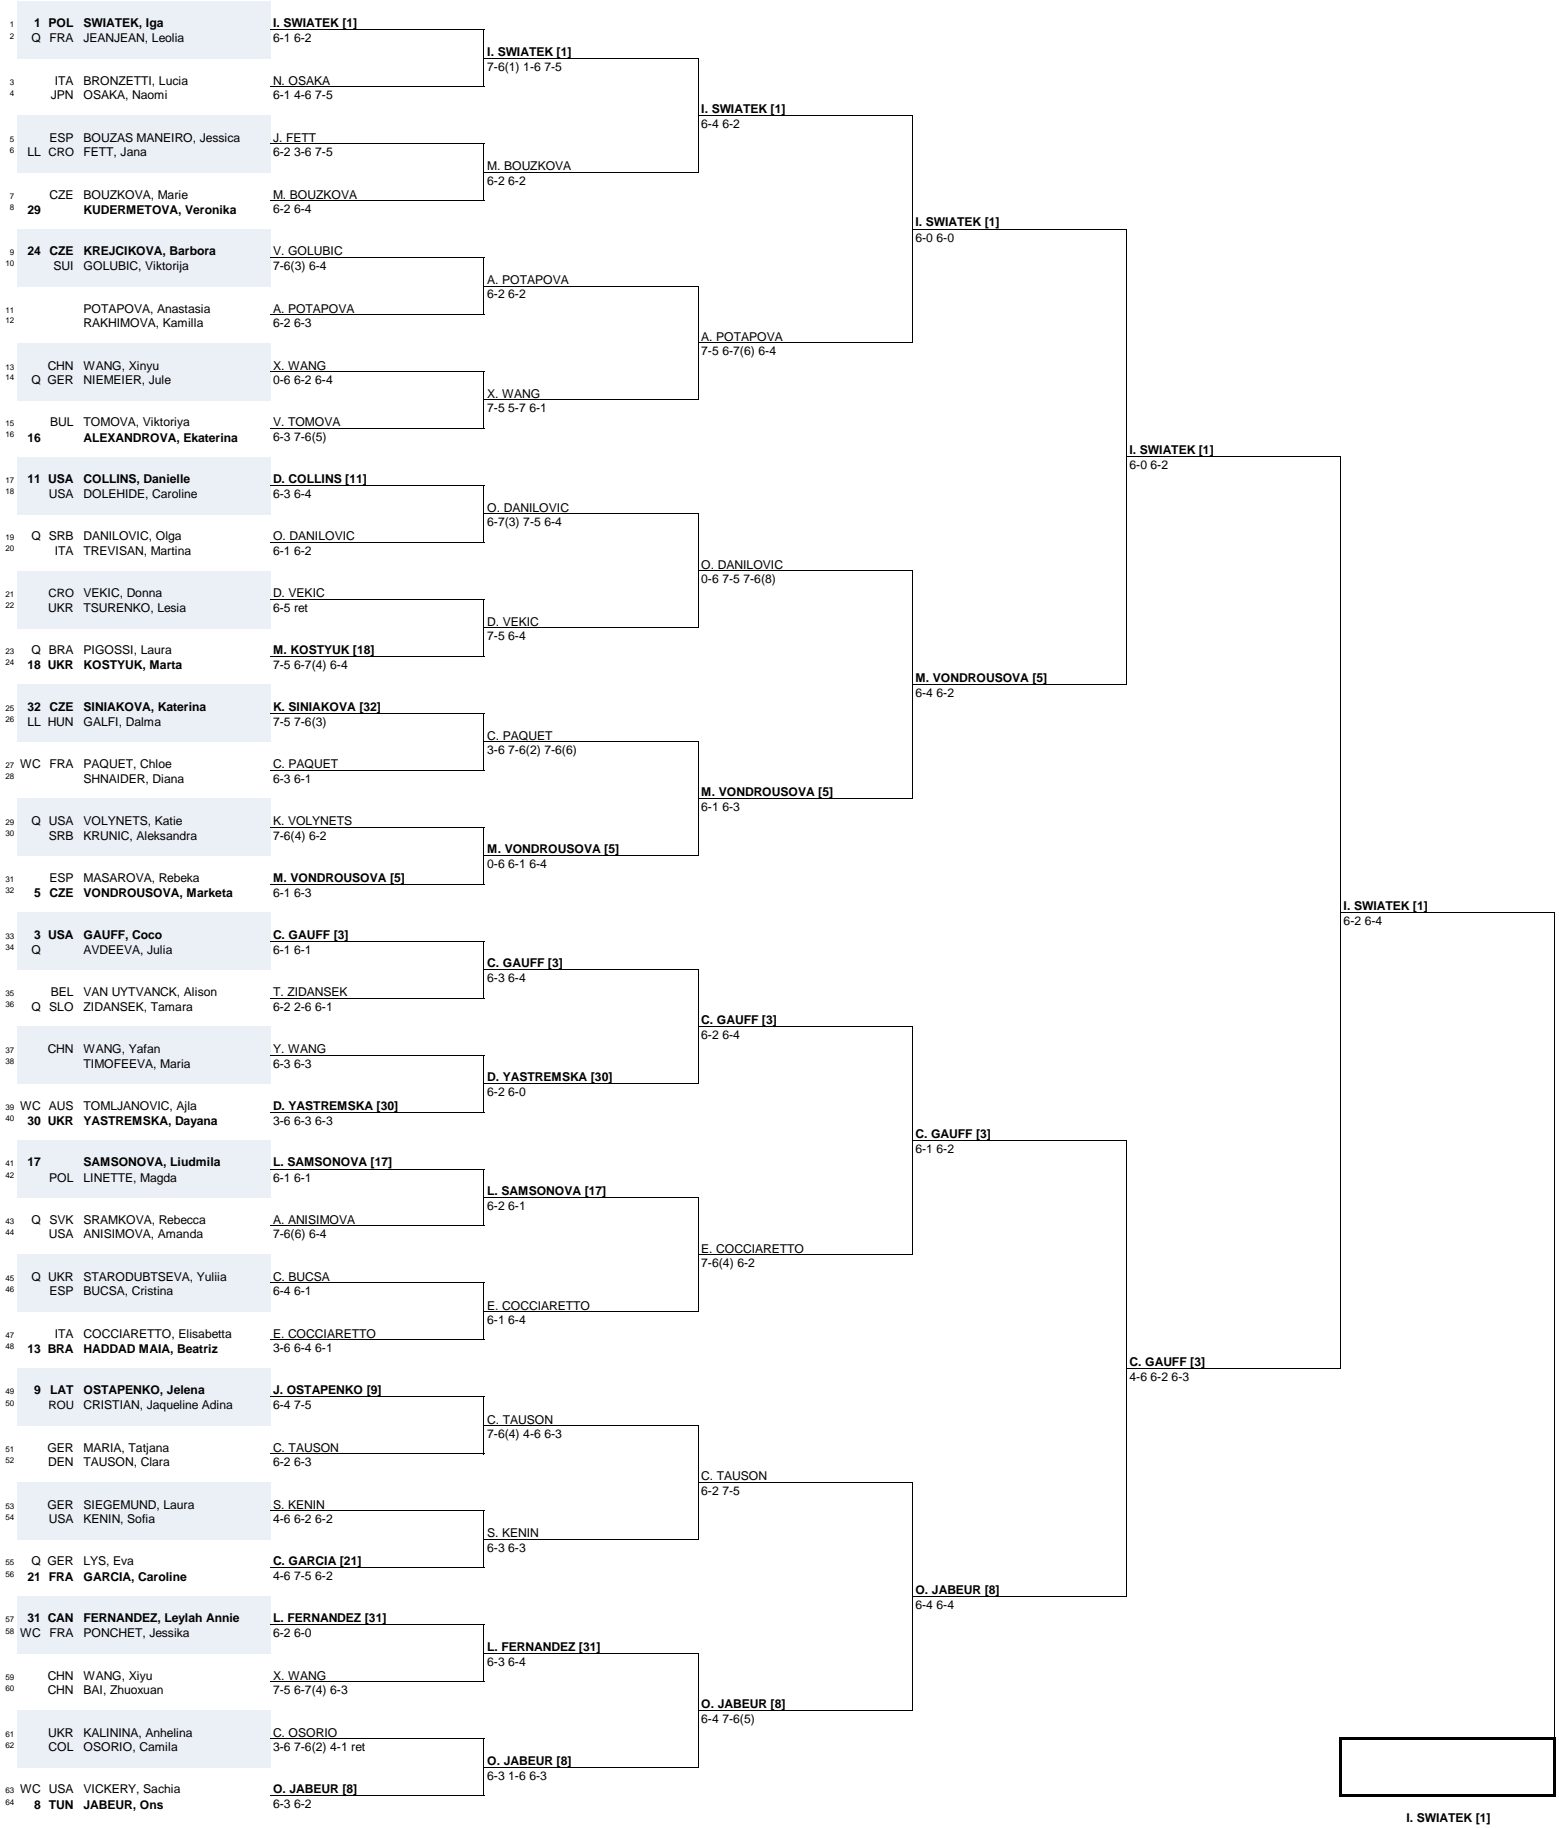 1 1 POL SWIATEK, Iga I. SWIATEK [1]
2 Q FRA JEANJEAN, Leolia 6-1 6-2
I. SWIATEK [1]
7-6(1) 1-6 7-5
3 ITA BRONZETTI, Lucia N. OSAKA
4 JPN OSAKA, Naomi 6-1 4-6 7-5
I. SWIATEK [1]
6-4 6-2
5 ESP BOUZAS MANEIRO, Jessica J. FETT
6 LL CRO FETT, Jana 6-2 3-6 7-5
M. BOUZKOVA
6-2 6-2
7 CZE BOUZKOVA, Marie M. BOUZKOVA
8 29 KUDERMETOVA, Veronika 6-2 6-4
I. SWIATEK [1]
6-0 6-0
9 24 CZE KREJCIKOVA, Barbora V. GOLUBIC
10 SUI GOLUBIC, Viktorija 7-6(3) 6-4
A. POTAPOVA
6-2 6-2
11 POTAPOVA, Anastasia A. POTAPOVA
12 RAKHIMOVA, Kamilla 6-2 6-3
A. POTAPOVA
7-5 6-7(6) 6-4
13 CHN WANG, Xinyu X. WANG
14 Q GER NIEMEIER, Jule 0-6 6-2 6-4
X. WANG
7-5 5-7 6-1
15 BUL TOMOVA, Viktoriya V. TOMOVA
16 16 ALEXANDROVA, Ekaterina 6-3 7-6(5)
I. SWIATEK [1]
6-0 6-2
17 11 USA COLLINS, Danielle D. COLLINS [11]
18 USA DOLEHIDE, Caroline 6-3 6-4
O. DANILOVIC
6-7(3) 7-5 6-4
19 Q SRB DANILOVIC, Olga O. DANILOVIC
20 ITA TREVISAN, Martina 6-1 6-2
O. DANILOVIC
0-6 7-5 7-6(8)
21 CRO VEKIC, Donna D. VEKIC
22 UKR TSURENKO, Lesia 6-5 ret
D. VEKIC
7-5 6-4
23 Q BRA PIGOSSI, Laura M. KOSTYUK [18]
24 18 UKR KOSTYUK, Marta 7-5 6-7(4) 6-4
M. VONDROUSOVA [5]
6-4 6-2
25 32 CZE SINIAKOVA, Katerina K. SINIAKOVA [32]
26 LL HUN GALFI, Dalma 7-5 7-6(3)
C. PAQUET
3-6 7-6(2) 7-6(6)
27 WC FRA PAQUET, Chloe C. PAQUET
28 SHNAIDER, Diana 6-3 6-1
M. VONDROUSOVA [5]
6-1 6-3
29 Q USA VOLYNETS, Katie K. VOLYNETS
30 SRB KRUNIC, Aleksandra 7-6(4) 6-2
M. VONDROUSOVA [5]
0-6 6-1 6-4
31 ESP MASAROVA, Rebeka M. VONDROUSOVA [5]
32 5 CZE VONDROUSOVA, Marketa 6-1 6-3
I. SWIATEK [1]
6-2 6-4
33 3 USA GAUFF, Coco C. GAUFF [3]
34 Q AVDEEVA, Julia 6-1 6-1
C. GAUFF [3]
6-3 6-4
35 BEL VAN UYTVANCK, Alison T. ZIDANSEK
36 Q SLO ZIDANSEK, Tamara 6-2 2-6 6-1
C. GAUFF [3]
6-2 6-4
37 CHN WANG, Yafan Y. WANG
38 TIMOFEEVA, Maria 6-3 6-3
D. YASTREMSKA [30]
6-2 6-0
39 WC AUS TOMLJANOVIC, Ajla D. YASTREMSKA [30]
40 30 UKR YASTREMSKA, Dayana 3-6 6-3 6-3
C. GAUFF [3]
6-1 6-2
41 17 SAMSONOVA, Liudmila L. SAMSONOVA [17]
42 POL LINETTE, Magda 6-1 6-1
L. SAMSONOVA [17]
6-2 6-1
43 Q SVK SRAMKOVA, Rebecca A. ANISIMOVA
44 USA ANISIMOVA, Amanda 7-6(6) 6-4
E. COCCIARETTO
7-6(4) 6-2
45 Q UKR STARODUBTSEVA, Yuliia C. BUCSA
46 ESP BUCSA, Cristina 6-4 6-1
E. COCCIARETTO
6-1 6-4
47 ITA COCCIARETTO, Elisabetta E. COCCIARETTO
48 13 BRA HADDAD MAIA, Beatriz 3-6 6-4 6-1
C. GAUFF [3]
4-6 6-2 6-3
49 9 LAT OSTAPENKO, Jelena J. OSTAPENKO [9]
50 ROU CRISTIAN, Jaqueline Adina 6-4 7-5
C. TAUSON
7-6(4) 4-6 6-3
51 GER MARIA, Tatjana C. TAUSON
52 DEN TAUSON, Clara 6-2 6-3
C. TAUSON
6-2 7-5
53 GER SIEGEMUND, Laura S. KENIN
54 USA KENIN, Sofia 4-6 6-2 6-2
S. KENIN
6-3 6-3
55 Q GER LYS, Eva C. GARCIA [21]
56 21 FRA GARCIA, Caroline 4-6 7-5 6-2
O. JABEUR [8]
6-4 6-4
57 31 CAN FERNANDEZ, Leylah Annie L. FERNANDEZ [31]
58 WC FRA PONCHET, Jessika 6-2 6-0
L. FERNANDEZ [31]
6-3 6-4
59 CHN WANG, Xiyu X. WANG
60 CHN BAI, Zhuoxuan 7-5 6-7(4) 6-3
O. JABEUR [8]
6-4 7-6(5)
61 UKR KALININA, Anhelina C. OSORIO
62 COL OSORIO, Camila 3-6 7-6(2) 4-1 ret
O. JABEUR [8]
6-3 1-6 6-3
63 WC USA VICKERY, Sachia O. JABEUR [8]
64 8 TUN JABEUR, Ons 6-3 6-2
I. SWIATEK [1]